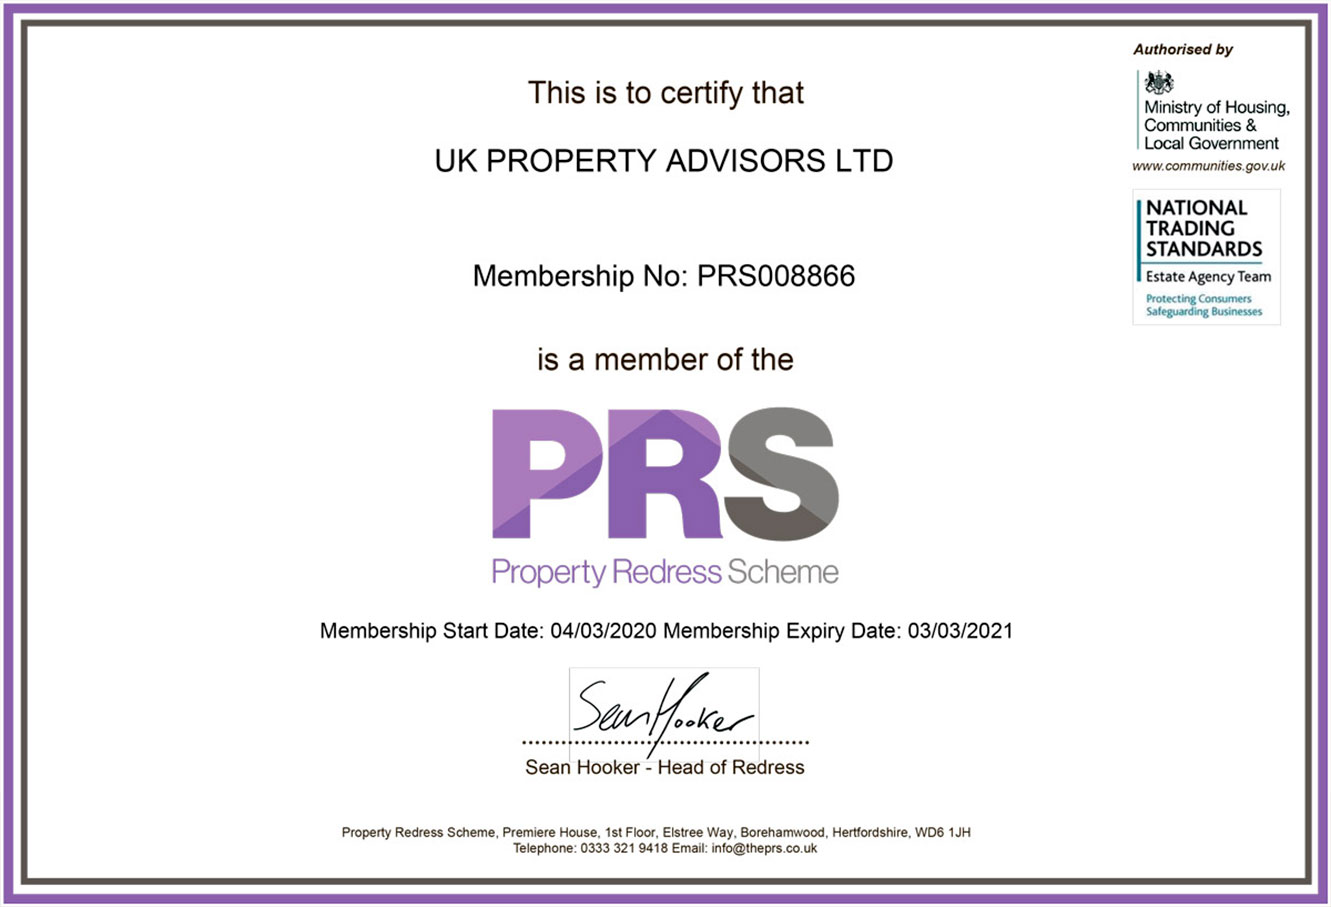 This is to certify that
UK PROPERTY ADVISORS LTD
Membership No: PRS008866
is a member of the
PRS
Property Redress Scheme
Membership Start Date: 04/03/2020 Membership Expiry Date: 03/03/2021
Sean Hooker
Sean Hooker - Head of Redress
Property Redress Scheme, Premiere House, 1st Floor, Elstree Way, Borehamwood, Hertfordshire, WD6 1JH
Telephone: 0333 321 9418 Email: info@theprs.co.uk
Authorised by
Ministry of Housing,
Communities &
Local Government
www.communities.gov.uk
NATIONAL
TRADING
STANDARDS
Estate Agency Team
Protecting Consumers
Safeguarding Businesses